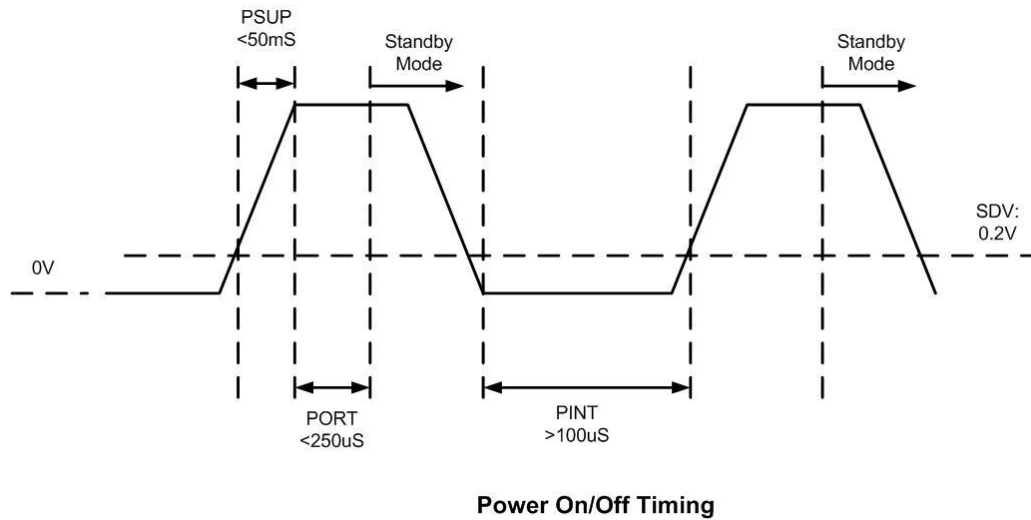 PSUP
<50mS
Standby
Mode
Standby
Mode
SDV:
0.2V
0V
PORT
<250uS
PINT
>100uS
Power On/Off Timing